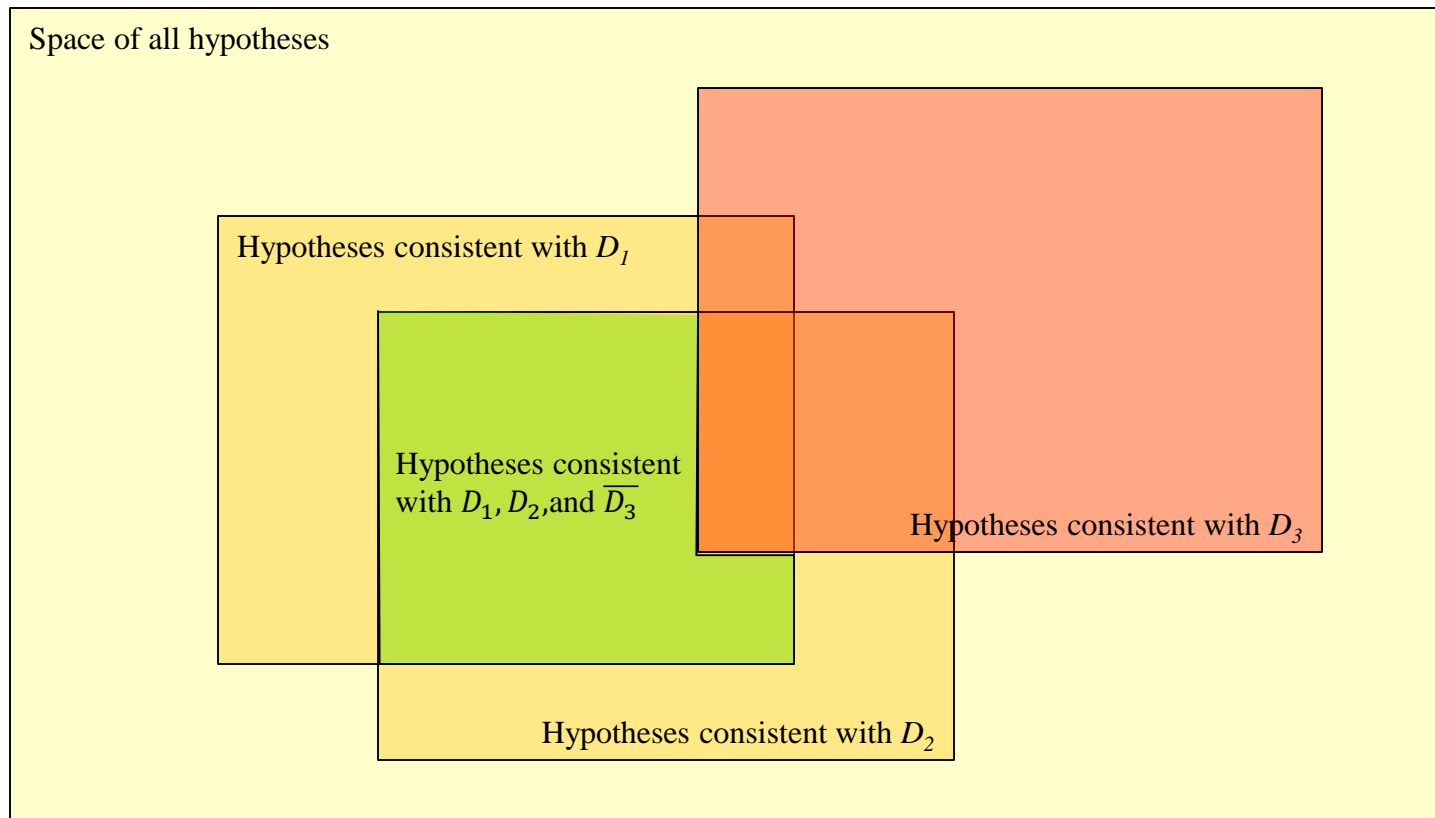 Space of all hypotheses
Hypotheses consistent with D₁
Hypotheses consistent
with D₁, D₂,and D̅₃̅
Hypotheses consistent with D₃
Hypotheses consistent with D₂